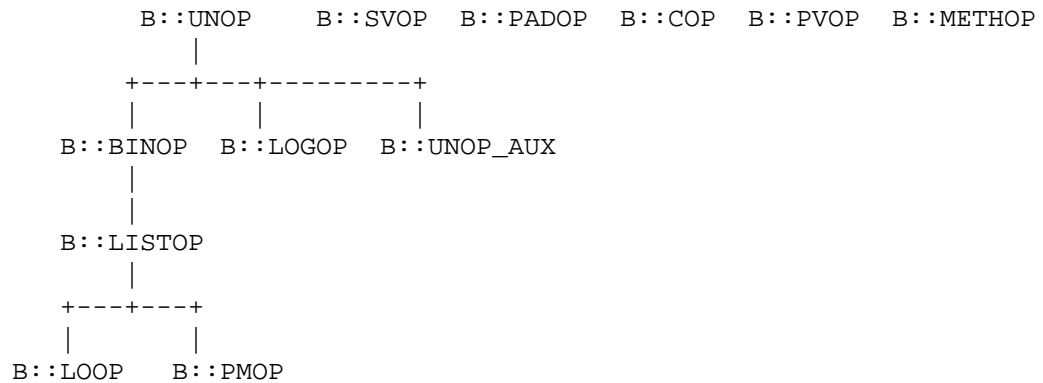 B::UNOP B::SVOP B::PADOP B::COP B::PVOP B::METHOP
|
+---+---+---------+
| | |
B::BINOP B::LOGOP B::UNOP_AUX
|
|
B::LISTOP
|
+---+---+
| |
B::LOOP B::PMOP